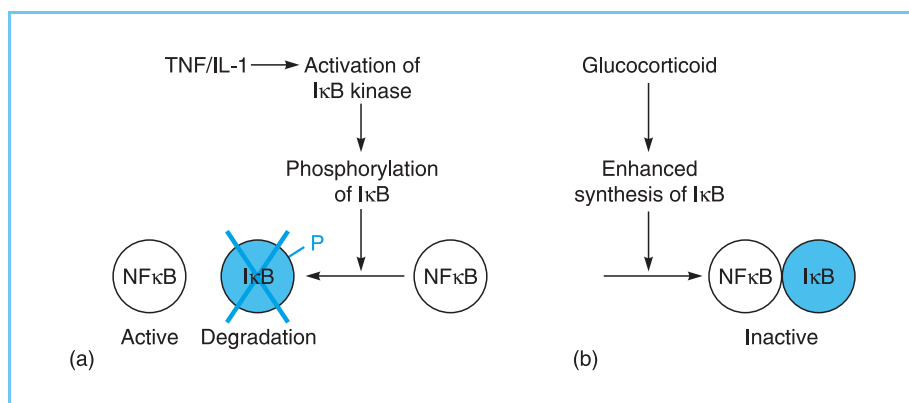 TNF/IL-1
Activation of
IκB kinase
Phosphorylation
of IκB
P
NFκB
IκB
NFκB
Active
Degradation
(a)
Glucocorticoid
Enhanced
synthesis of IκB
NFκB
IκB
Inactive
(b)